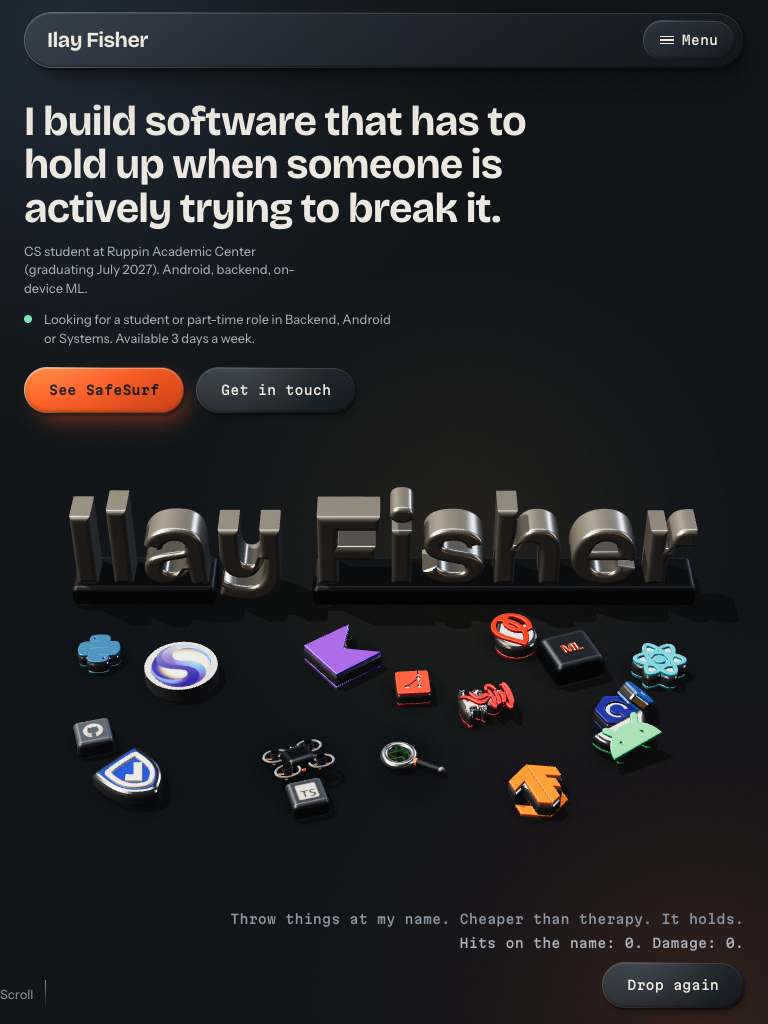 Ilay Fisher
Menu
I build software that has to
hold up when someone is
actively trying to break it.
CS student at Ruppin Academic Center
(graduating July 2027). Android, backend, on-
device ML.
Looking for a student or part-time role in Backend, Android
or Systems. Available 3 days a week.
See SafeSurf
Get in touch
Ilay Fisher
ML
C
TS
Throw things at my name. Cheaper than therapy. It holds.
Hits on the name: 0. Damage: 0.
Scroll
Drop again